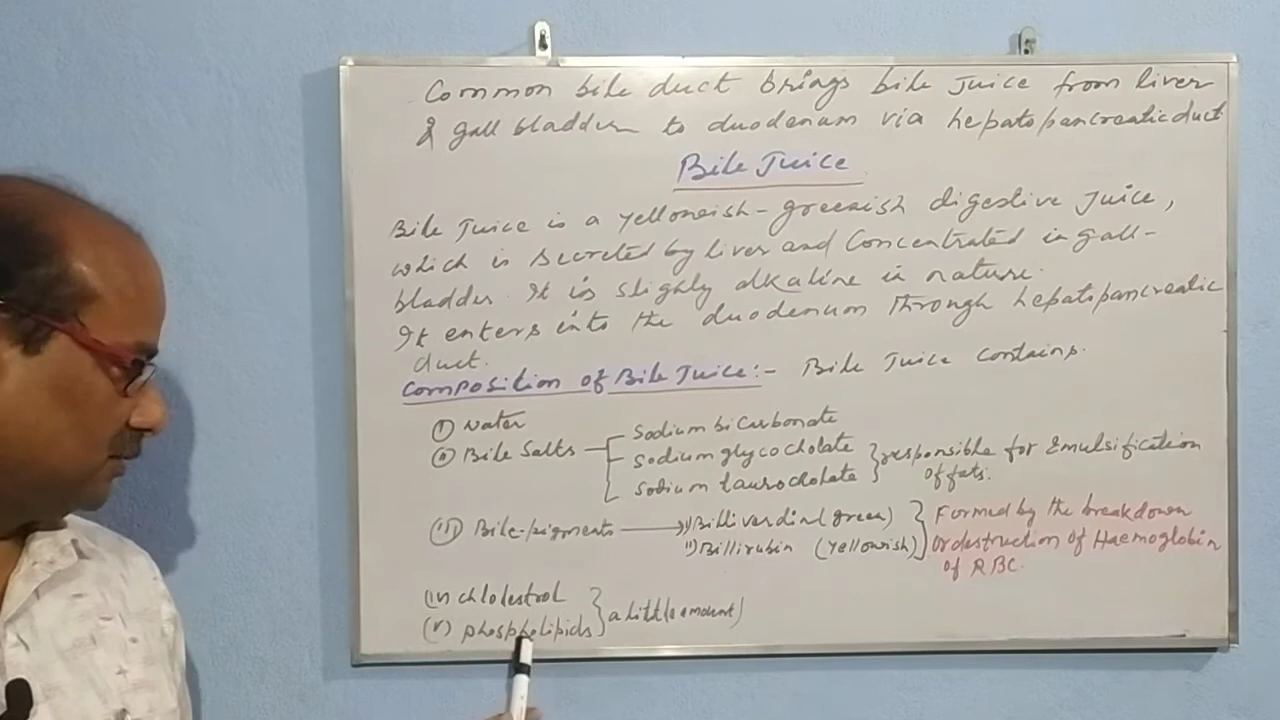 Common bile duct brings bile Juice from liver
& gall bladder to duodenum via hepatopancreatic duct
Bile Juice
Bile Juice is a yellowish-greenish digestive Juice,
which is secreted by liver and Concentrated in gall-
bladder. It is slighly alkaline in nature.
It enters into the duodenum through hepatopancreatic
duct.
Composition of Bile Juice:- Bile Juice contains.
(i) Water
(ii) Bile Salts Sodium bicarbonate
Sodium glycocholate
Sodium taurocholate } responsible for Emulsification
of fats.
(iii) Bile-pigments → i) Billiverdin (green)
ii) Billirubin (Yellowish) } Formed by the breakdown
or destruction of Haemoglobin
of RBC.
(iv) chlolestrol
(v) phospholipids } a little amount)